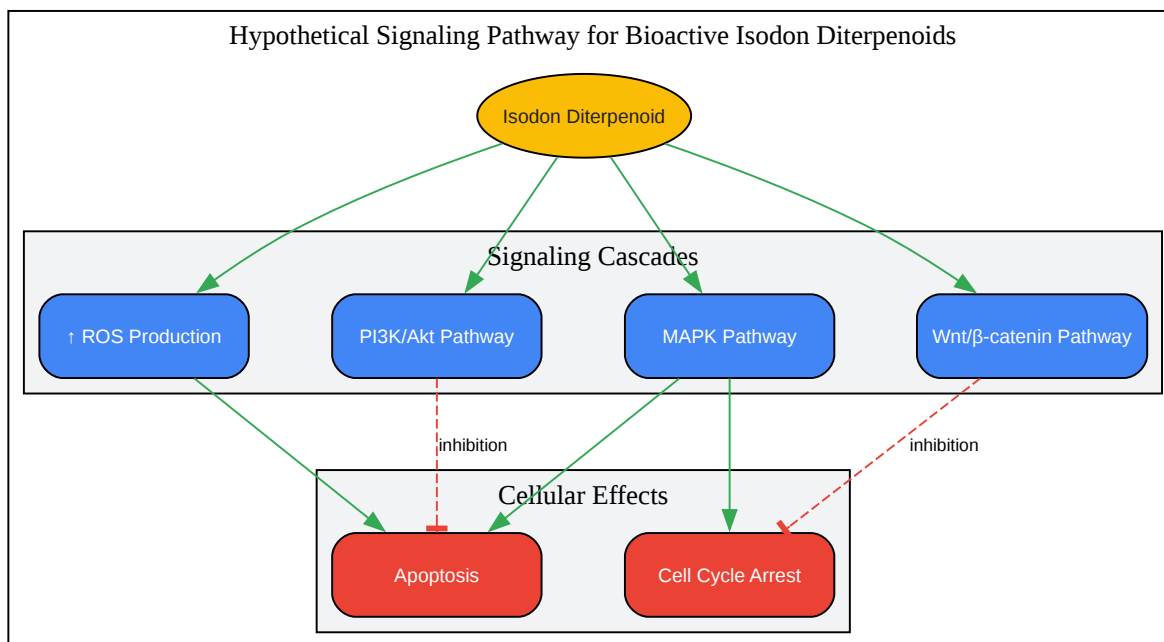 Hypothetical Signaling Pathway for Bioactive Isodon Diterpenoids
Isodon Diterpenoid
Signaling Cascades
↑ ROS Production
PI3K/Akt Pathway
MAPK Pathway
Wnt/β-catenin Pathway
inhibition
inhibition
Cellular Effects
Apoptosis
Cell Cycle Arrest